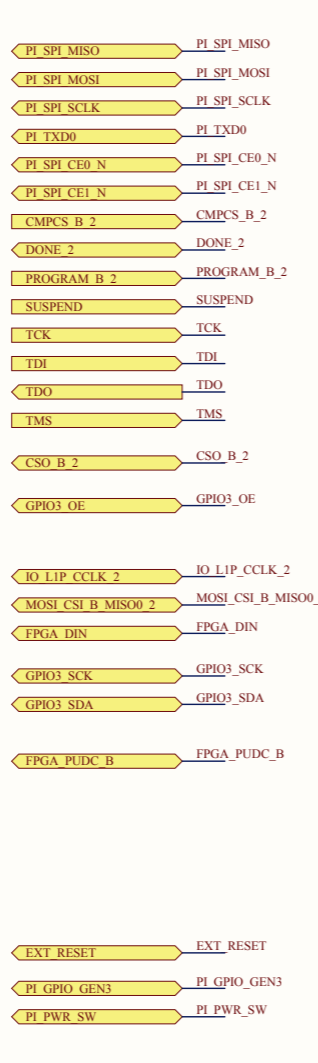 PI_SPI_MISO PI_SPI_MISO
PI_SPI_MOSI PI_SPI_MOSI
PI_SPI_SCLK PI_SPI_SCLK
PI_TXD0 PI_TXD0
PI_SPI_CE0_N PI_SPI_CE0_N
PI_SPI_CE1_N PI_SPI_CE1_N
CMPCS_B_2 CMPCS_B_2
DONE_2 DONE_2
PROGRAM_B_2 PROGRAM_B_2
SUSPEND SUSPEND
TCK TCK
TDI TDI
TDO TDO
TMS TMS
CSO_B_2 CSO_B_2
GPIO3_OE GPIO3_OE
IO_L1P_CCLK_2 IO_L1P_CCLK_2
MOSI_CSI_B_MISO0_2 MOSI_CSI_B_MISO0_
FPGA_DIN FPGA_DIN
GPIO3_SCK GPIO3_SCK
GPIO3_SDA GPIO3_SDA
FPGA_PUDC_B FPGA_PUDC_B
EXT_RESET EXT_RESET
PI_GPIO_GEN3 PI_GPIO_GEN3
PI_PWR_SW PI_PWR_SW